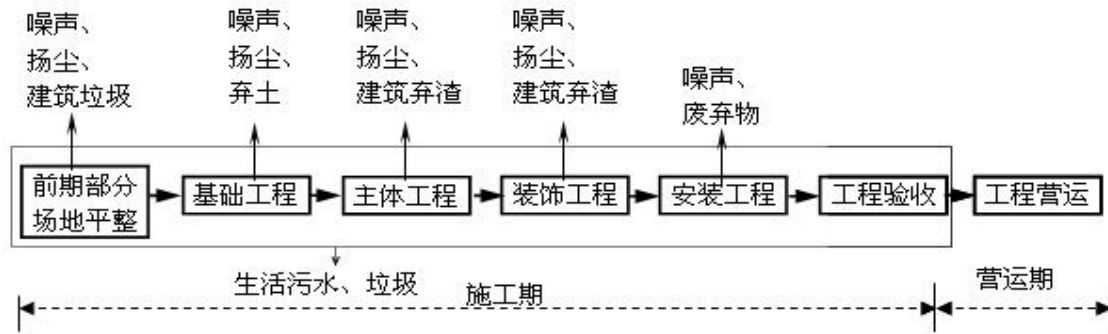 噪声、
扬尘、
建筑垃圾
噪声、
扬尘、
弃土
噪声、
扬尘、
建筑弃渣
噪声、
扬尘、
建筑弃渣
噪声、
废弃物
前期部分
场地平整
基础工程
主体工程
装饰工程
安装工程
工程验收
工程营运
生活污水、垃圾
施工期
营运期